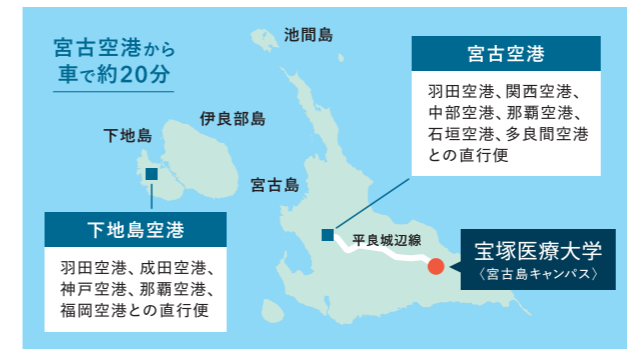 宮古空港から
車で約20分
池間島
伊良部島
下地島
宮古島
宮古空港
羽田空港、関西空港、
中部空港、那覇空港、
石垣空港、多良間空港
との直行便
下地島空港
羽田空港、成田空港、
神戸空港、那覇空港、
福岡空港との直行便
平良城辺線
宝塚医療大学
〈宮古島キャンパス〉